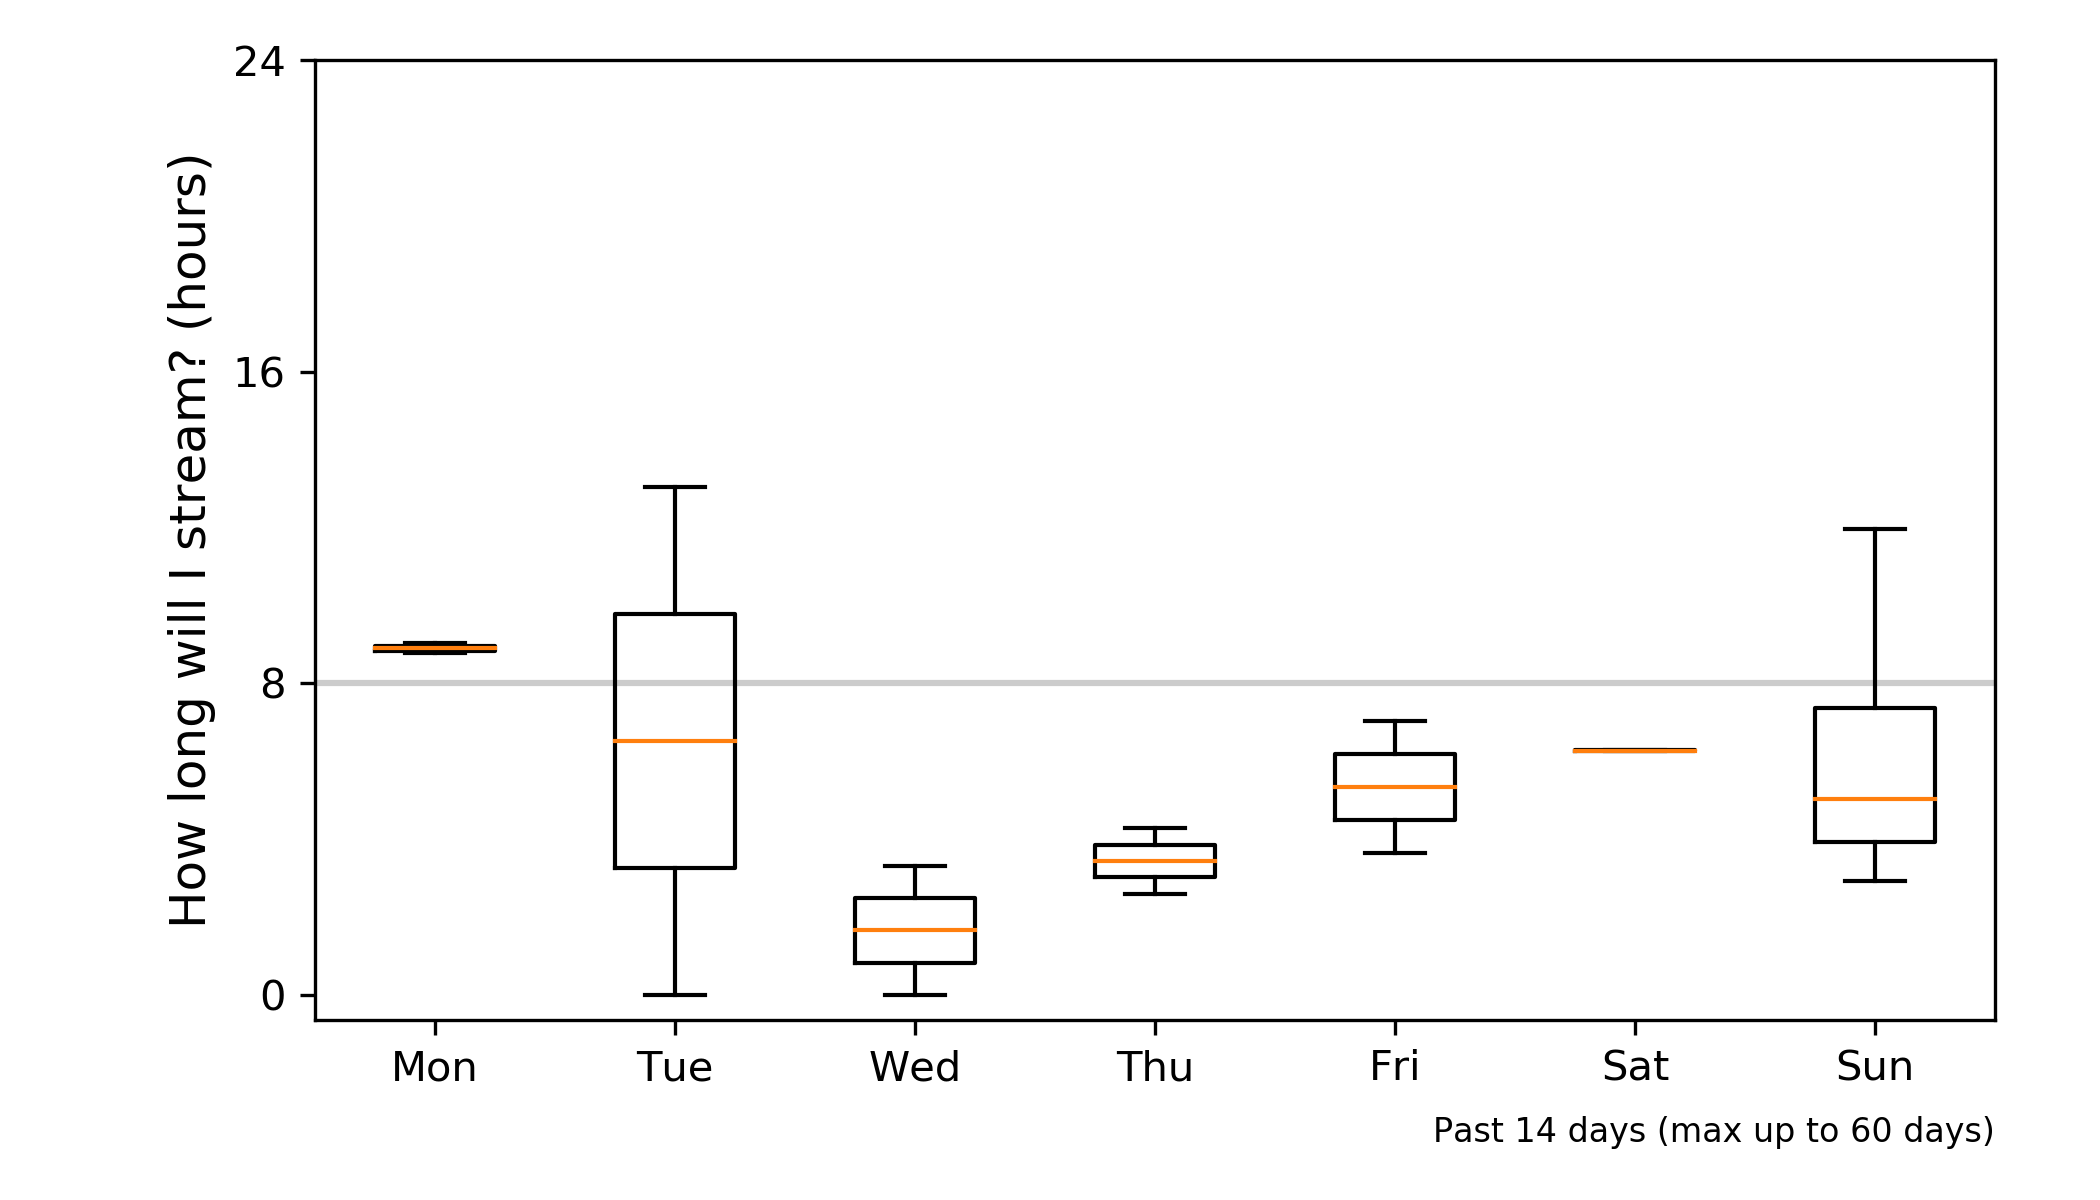 How long will I stream? (hours)
24
16
8
0
Mon Tue Wed Thu Fri Sat Sun
Past 14 days (max up to 60 days)